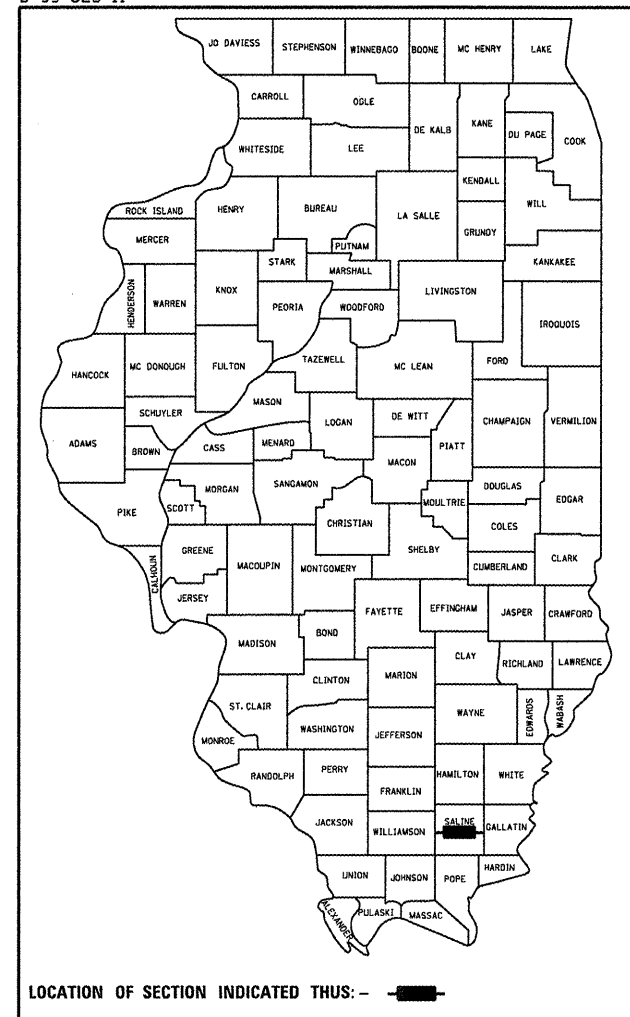 JO DAVIESS STEPHENSON WINNEBAGO BOONE MC HENRY LAKE
CARROLL OGLE DE KALB KANE DU PAGE COOK
WHITESIDE LEE
KENDALL WILL
ROCK ISLAND HENRY BUREAU LA SALLE GRUNDY
MERCER PUTNAM
STARK MARSHALL KANKAKEE
HENDERSON WARREN KNOX PEORIA WOODFORD LIVINGSTON IROQUOIS
HANCOCK MC DONOUGH FULTON TAZEWELL MC LEAN FORD
SCHUYLER MASON LOGAN DE WITT CHAMPAIGN VERMILION
ADAMS BROWN CASS MENARD MACON PIATT
PIKE SCOTT MORGAN SANGAMON MOULTRIE DOUGLAS EDGAR
CHRISTIAN COLES
GREENE MACOUPIN MONTGOMERY SHELBY CUMBERLAND CLARK
CALHOUN JERSEY FAYETTE EFFINGHAM JASPER CRAWFORD
MADISON BOND CLAY RICHLAND LAWRENCE
CLINTON MARION
ST. CLAIR WASHINGTON JEFFERSON WAYNE EDWARDS WABASH
MONROE
RANDOLPH PERRY FRANKLIN HAMILTON WHITE
JACKSON WILLIAMSON SALINE GALLATIN
UNION JOHNSON POPE HARDIN
ALEXANDER PULASKI MASSAC
LOCATION OF SECTION INDICATED THUS: –